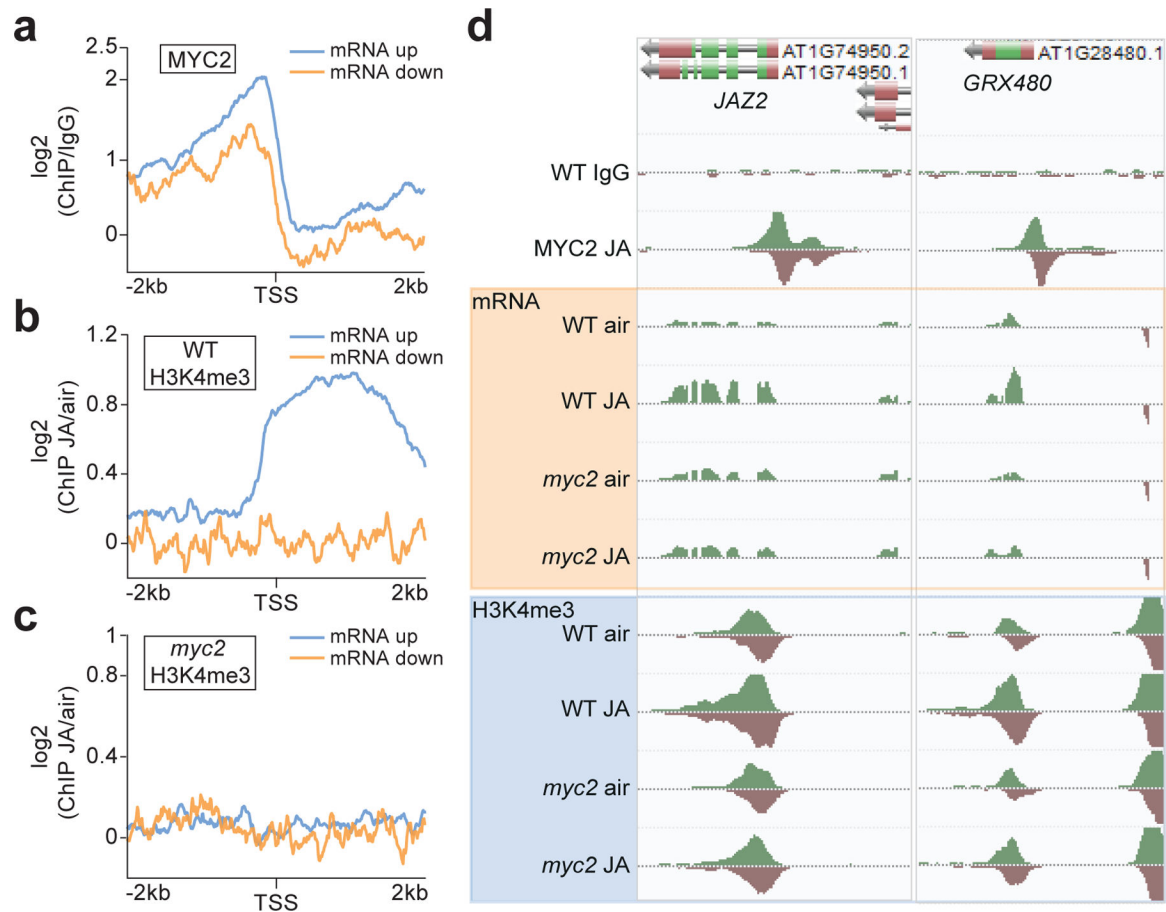 a
MYC2
mRNA up
mRNA down
2.5
2
1
0
log2
(ChIP/IgG)
-2kb
TSS
2kb
b
WT
H3K4me3
mRNA up
mRNA down
1.2
0.8
0.4
0
log2
(ChIP JA/air)
-2kb
TSS
2kb
c
myc2
H3K4me3
mRNA up
mRNA down
1
0.8
0.4
0
log2
(ChIP JA/air)
-2kb
TSS
2kb
d
AT1G74950.2
AT1G74950.1
JAZ2
AT1G28480.1
GRX480
WT IgG
MYC2 JA
mRNA
WT air
WT JA
myc2 air
myc2 JA
H3K4me3
WT air
WT JA
myc2 air
myc2 JA